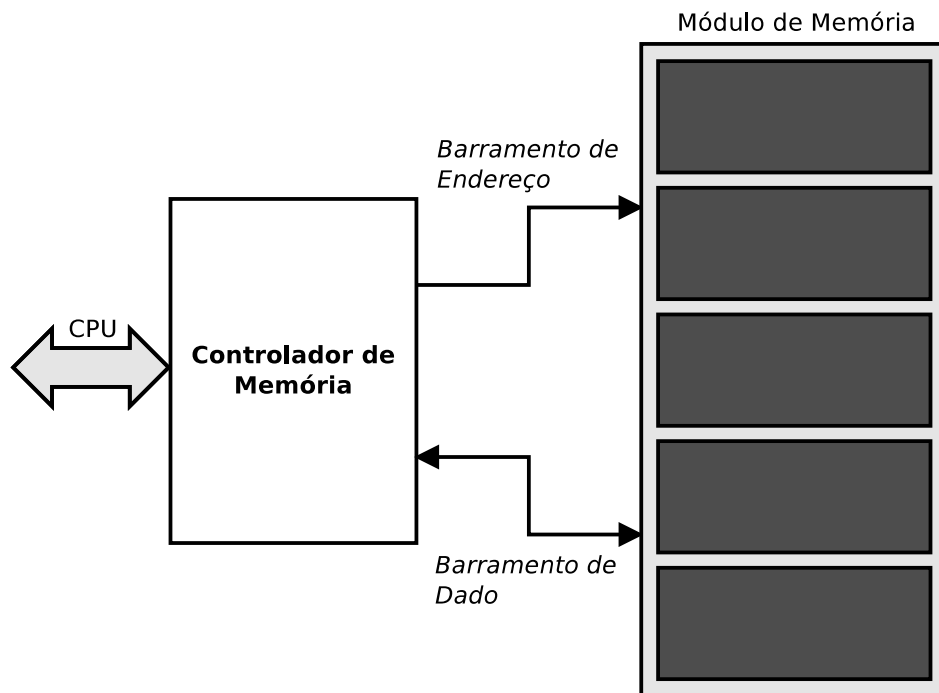 Módulo de Memória
Barramento de
Endereço
CPU
Controlador de
Memória
Barramento de
Dado